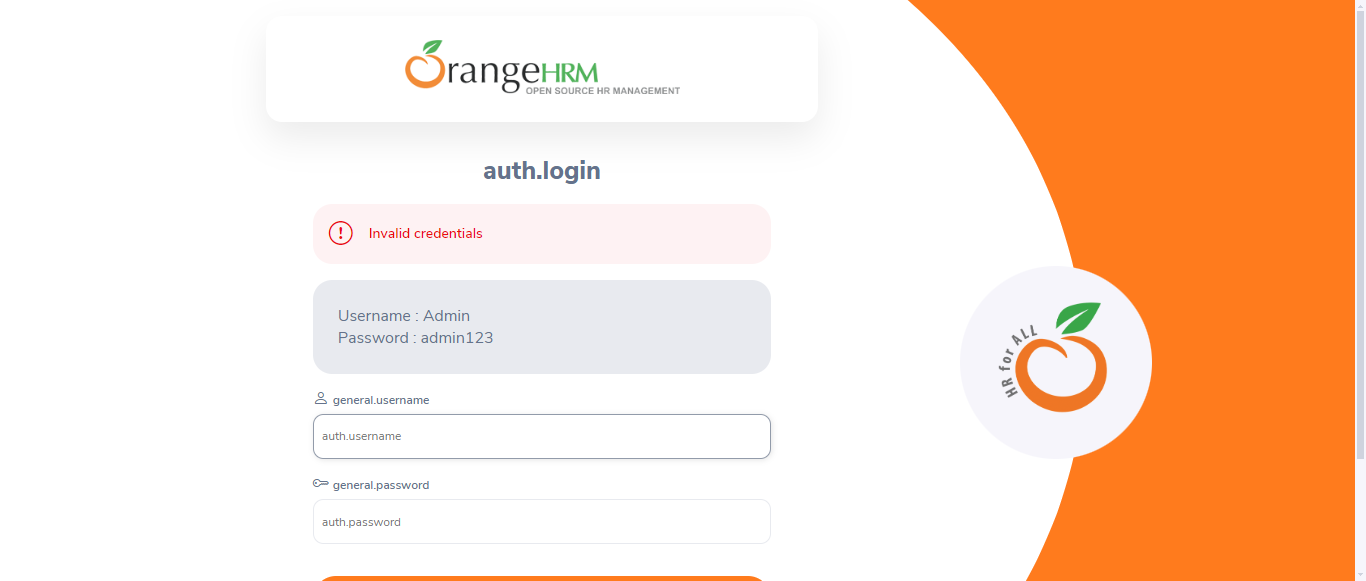 OrangeHRM
OPEN SOURCE HR MANAGEMENT
auth.login
Invalid credentials
Username : Admin
Password : admin123
general.username
auth.username
general.password
auth.password
HR for ALL